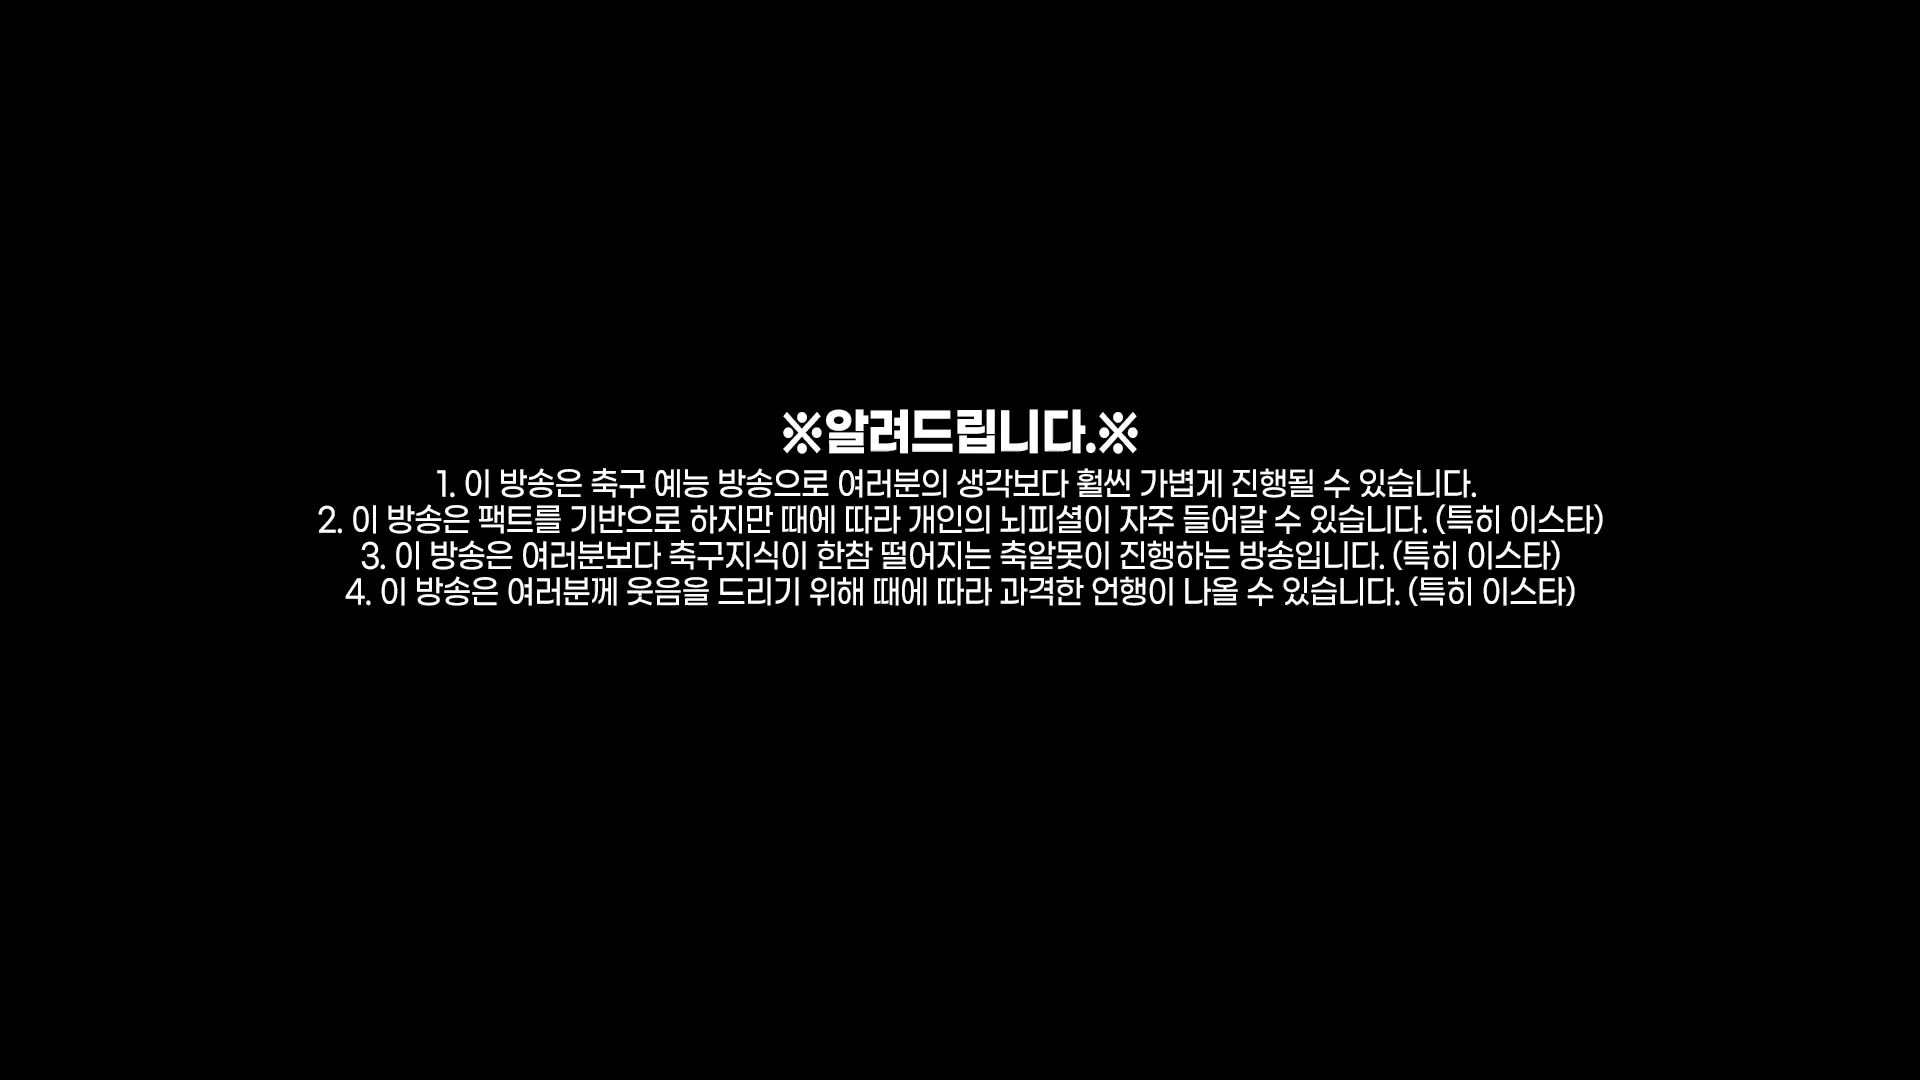 ※알려드립니다.※
1. 이 방송은 축구 예능 방송으로 여러분의 생각보다 훨씬 가볍게 진행될 수 있습니다.
2. 이 방송은 팩트를 기반으로 하지만 때에 따라 개인의 뇌피셜이 자주 들어갈 수 있습니다. (특히 이스타)
3. 이 방송은 여러분보다 축구지식이 한참 떨어지는 축알못이 진행하는 방송입니다. (특히 이스타)
4. 이 방송은 여러분께 웃음을 드리기 위해 때에 따라 과격한 언행이 나올 수 있습니다. (특히 이스타)